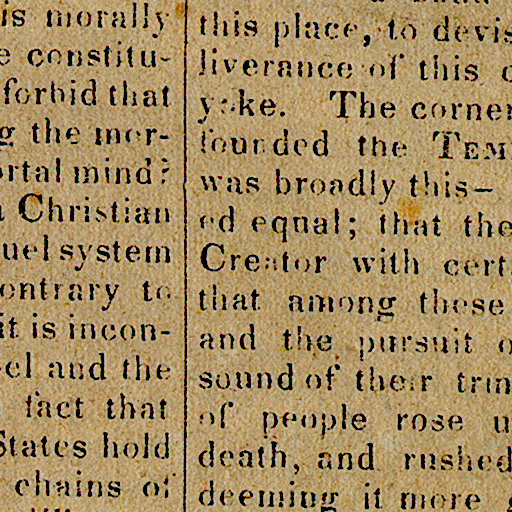 is morally
e constitu-
forbid that
g the mer-
ortal mind?
a Christian
uel system
ontrary to
it is incon-
el and the
fact that
States hold
chains of
this place, to devis
liverance of this c
yoke. The corner
founded the TEM
was broadly this—
ed equal; that the
Creator with cert
that among these
and the pursuit o
sound of their trum
of people rose u
death, and rushed
deeming it more g